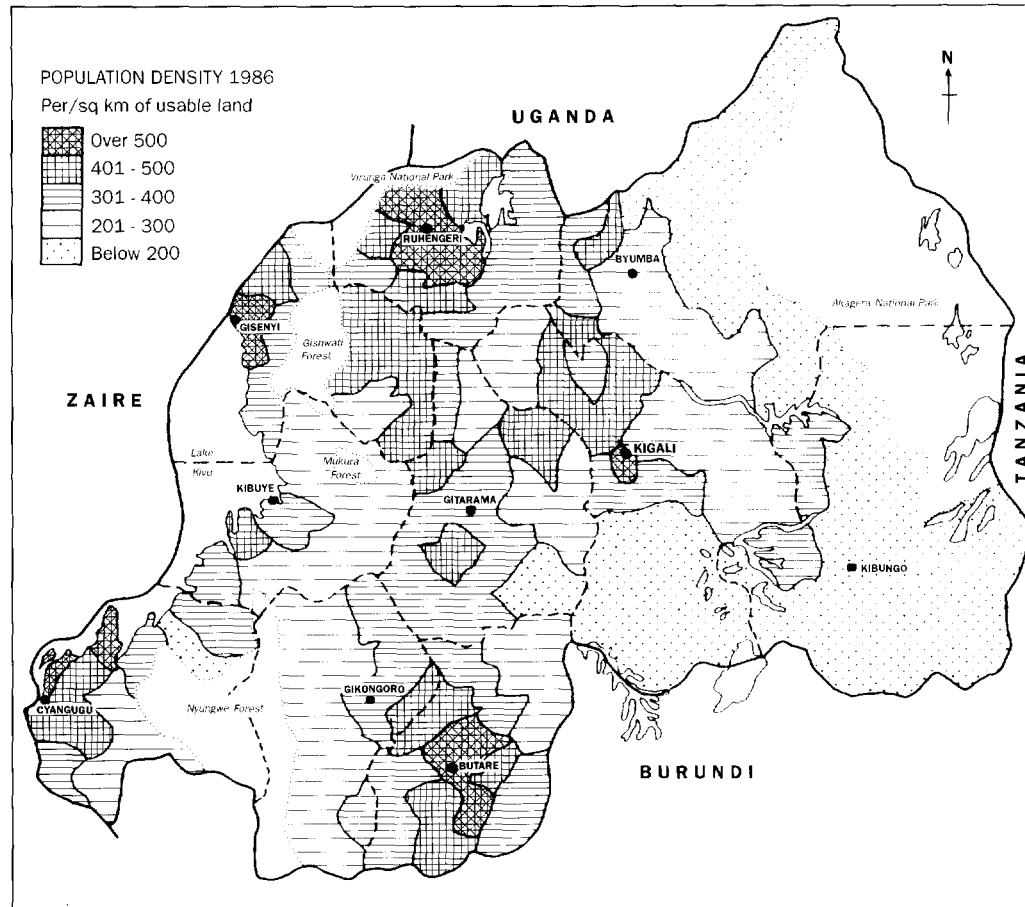 POPULATION DENSITY 1986
Per/sq km of usable land
Over 500
401 - 500
301 - 400
201 - 300
Below 200
N
UGANDA
Virunga National Park
RUHENGERI
BYUMBA
Akagera National Park
GISENYI
Gishwati
Forest
ZAIRE
TANZANIA
Lake
Kivu
Mukura
Forest
KIGALI
KIBUYE
GITARAMA
KIBUNGO
GIKONGORO
CYANGUGU
Nyungwe Forest
BUTARE
BURUNDI